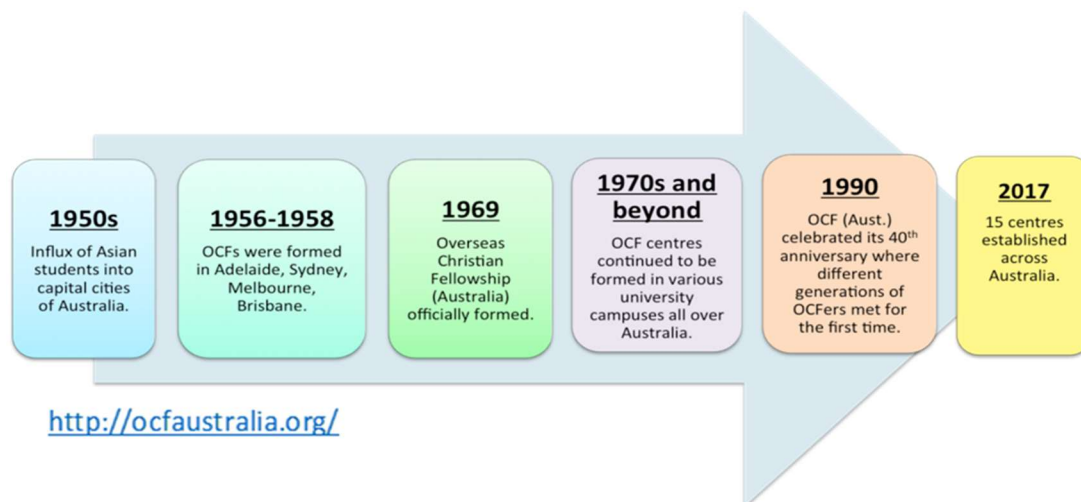 1950s
Influx of Asian
students into
capital cities
of Australia.
1956-1958
OCFs were formed
in Adelaide, Sydney,
Melbourne,
Brisbane.
1969
Overseas
Christian
Fellowship
(Australia)
officially formed.
1970s and
beyond
OCF centres
continued to be
formed in various
university
campuses all over
Australia.
1990
OCF (Aust.)
celebrated its 40th
anniversary where
different
generations of
OCFers met for
the first time.
2017
15 centres
established
across
Australia.
http://ocfaustralia.org/